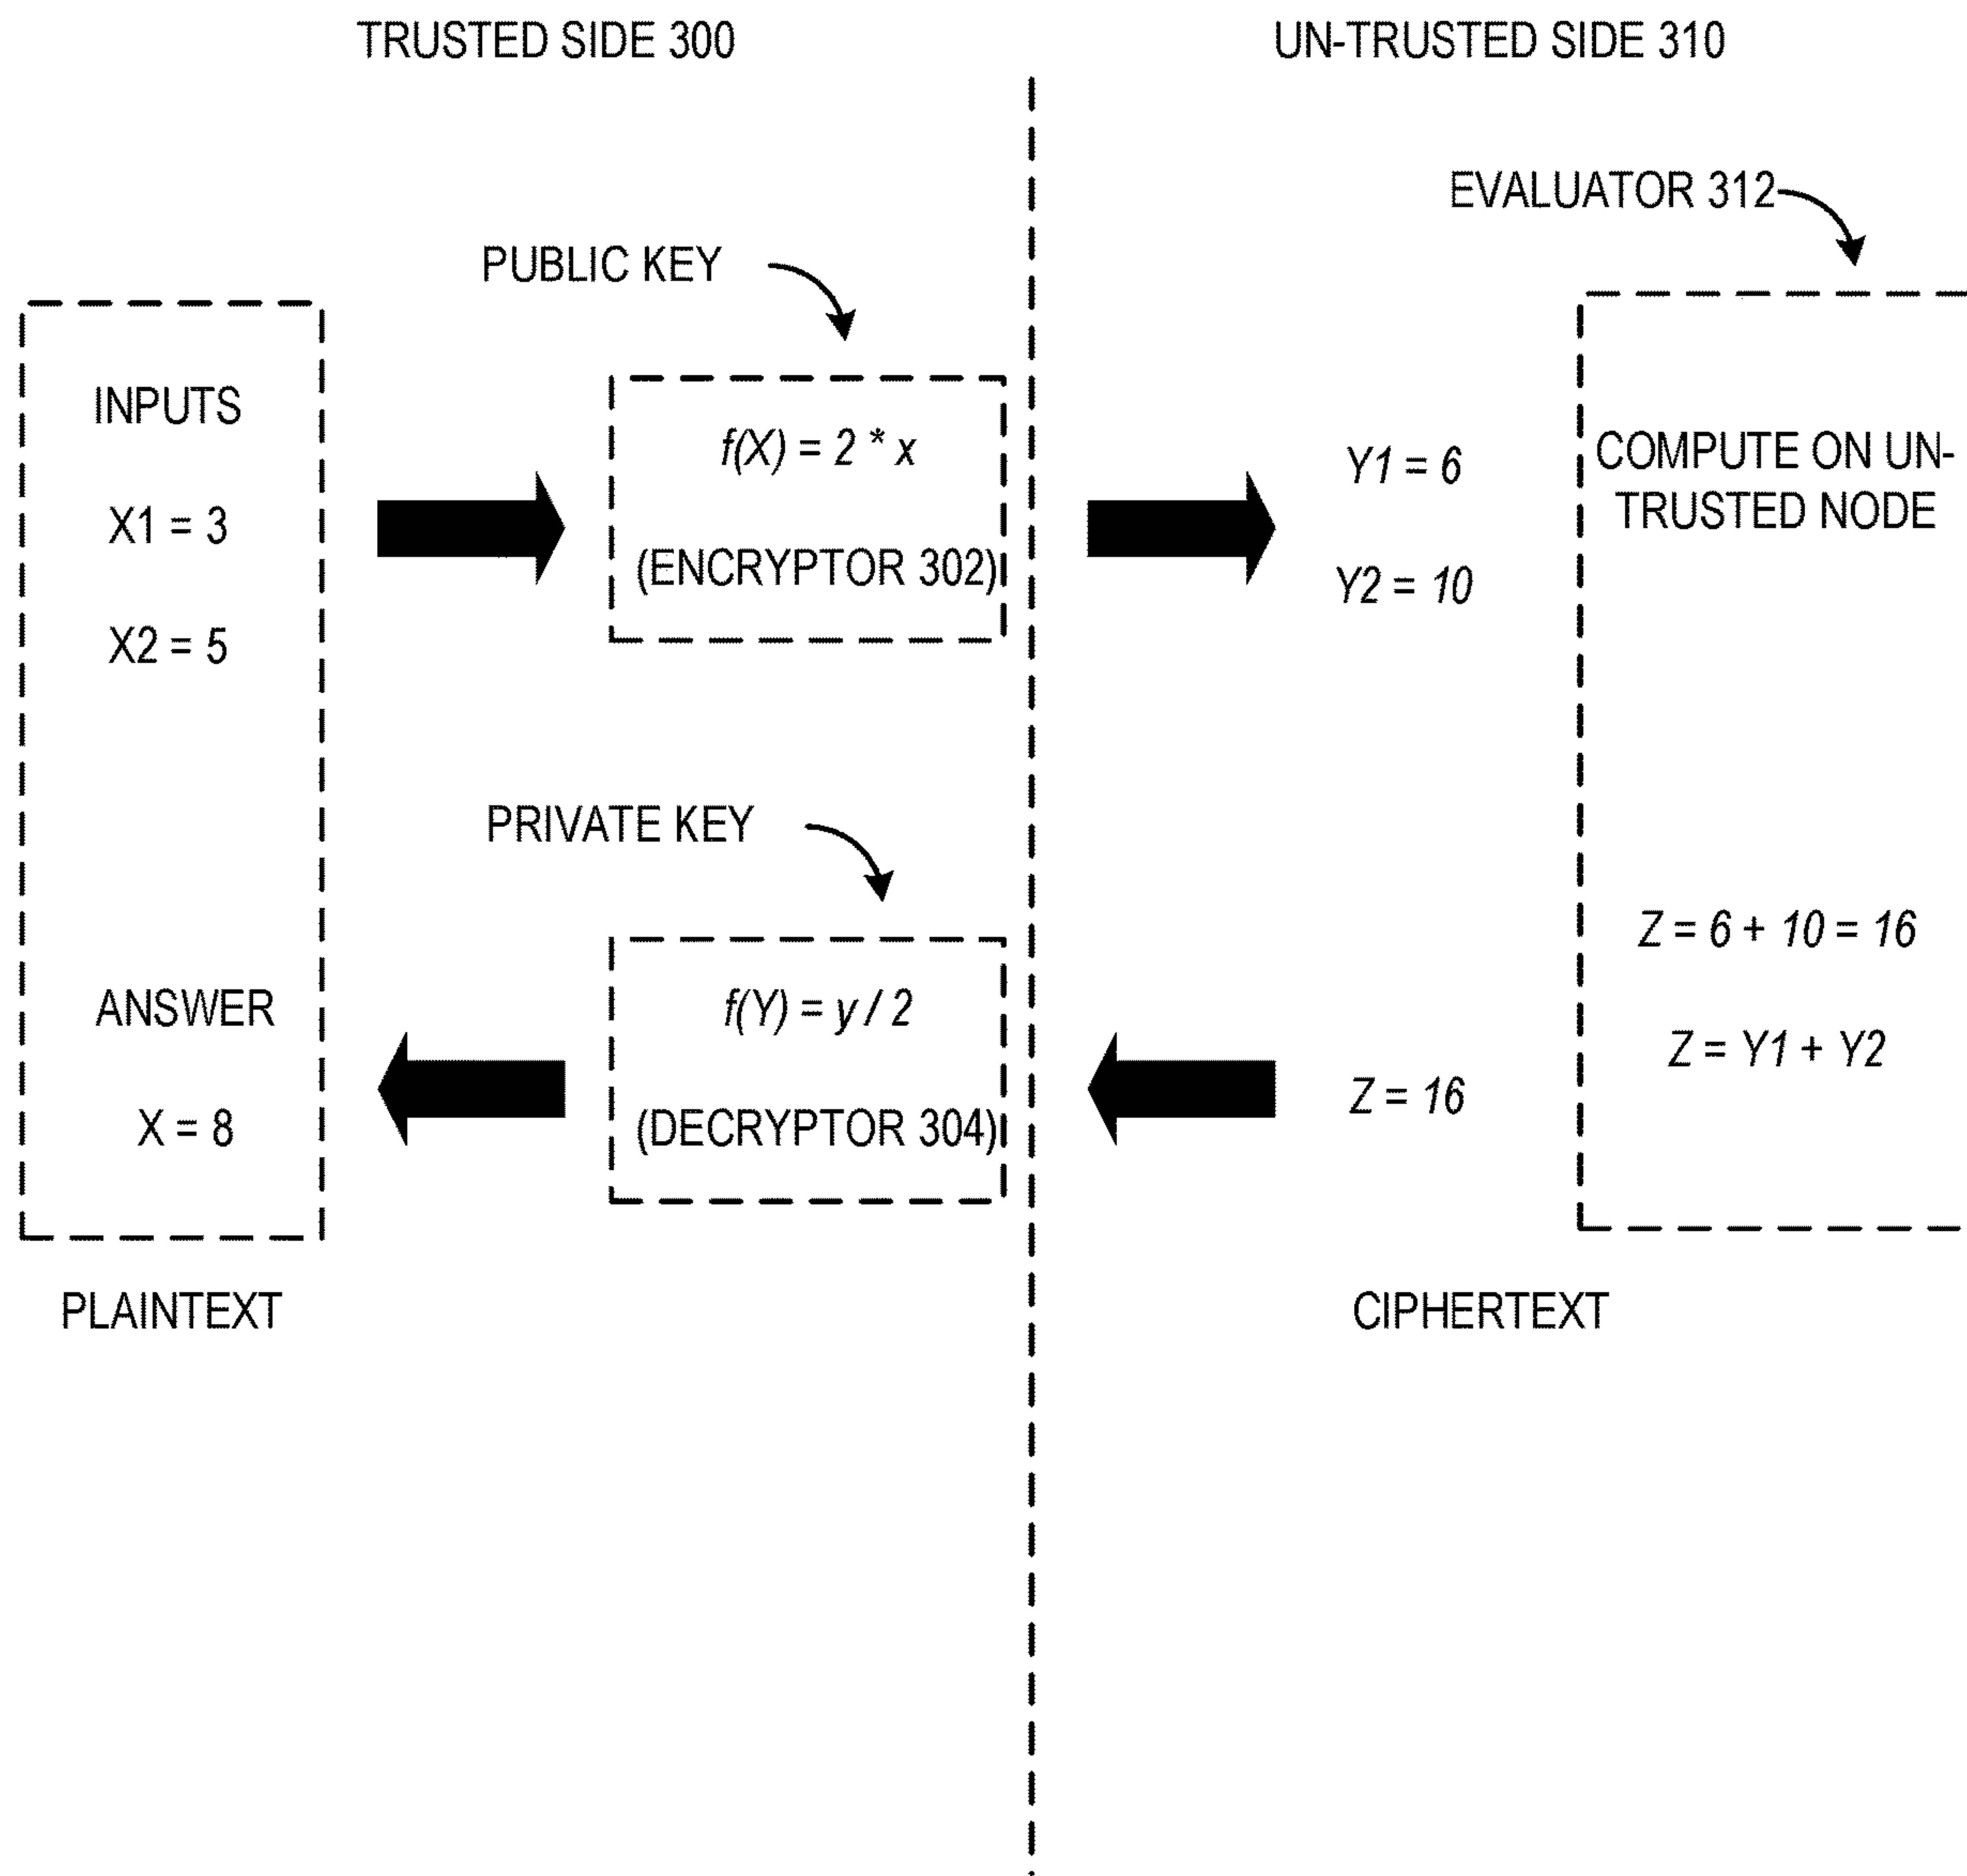 TRUSTED SIDE 300
UN-TRUSTED SIDE 310
EVALUATOR 312
PUBLIC KEY
INPUTS
X1 = 3
X2 = 5
f(X) = 2 * x
(ENCRYPTOR 302)
Y1 = 6
Y2 = 10
COMPUTE ON UN-
TRUSTED NODE
PRIVATE KEY
Z = 6 + 10 = 16
Z = Y1 + Y2
Z = 16
f(Y) = y / 2
(DECRYPTOR 304)
ANSWER
X = 8
PLAINTEXT
CIPHERTEXT